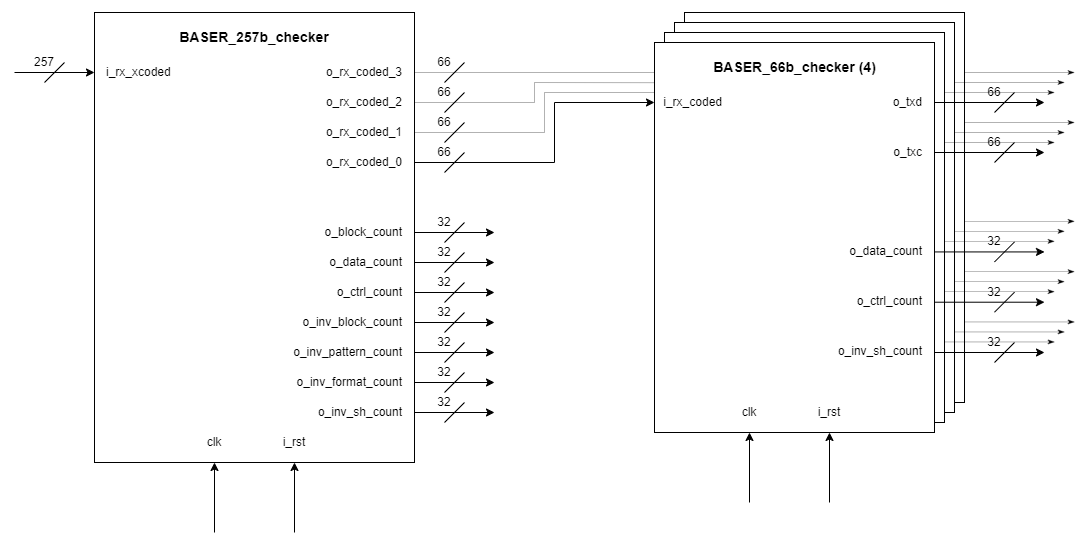 BASER_257b_checker
257
i_rx_xcoded
o_rx_coded_3
66
o_rx_coded_2
66
o_rx_coded_1
66
o_rx_coded_0
66
o_block_count
32
o_data_count
32
o_ctrl_count
32
o_inv_block_count
32
o_inv_pattern_count
32
o_inv_format_count
32
o_inv_sh_count
32
clk
i_rst
BASER_66b_checker (4)
i_rx_coded
o_txd
66
o_txc
66
o_data_count
32
o_ctrl_count
32
o_inv_sh_count
32
clk
i_rst